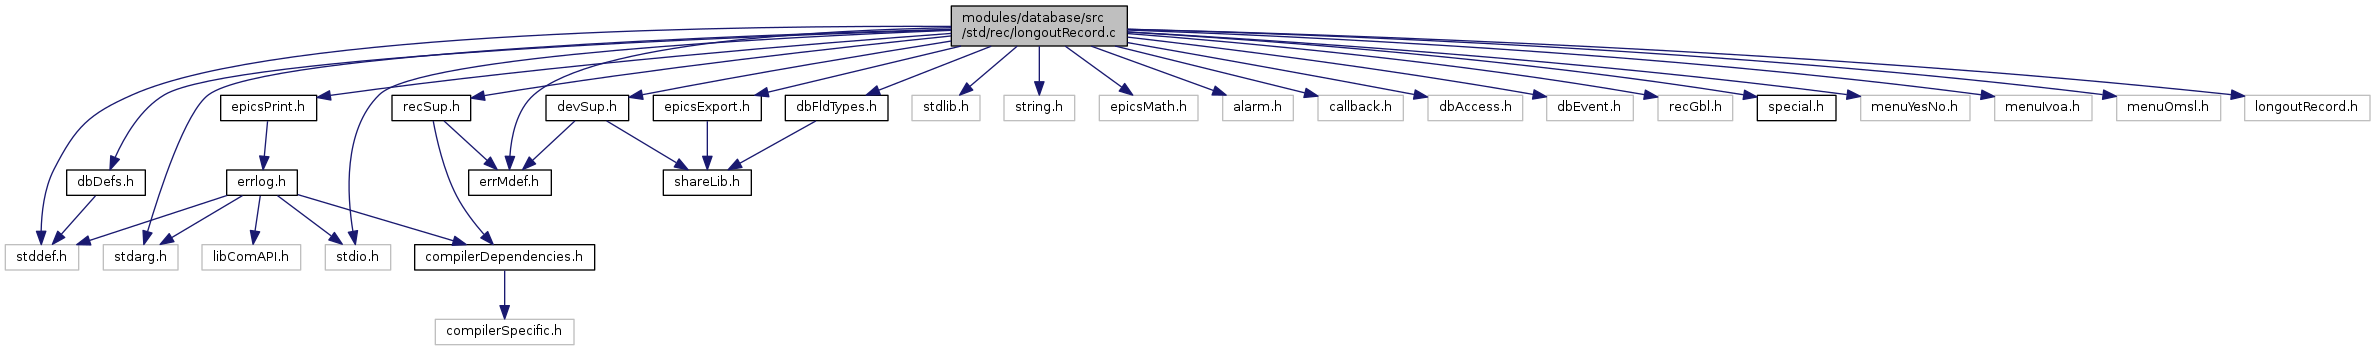 modules/database/src
/std/rec/longoutRecord.c
epicsPrint.h
recSup.h
devSup.h
epicsExport.h
dbFldTypes.h
stdlib.h
string.h
epicsMath.h
alarm.h
callback.h
dbAccess.h
dbEvent.h
recGbl.h
special.h
menuYesNo.h
menuIvoa.h
menuOmsl.h
longoutRecord.h
dbDefs.h
errlog.h
errMdef.h
shareLib.h
stddef.h
stdarg.h
libComAPI.h
stdio.h
compilerDependencies.h
compilerSpecific.h